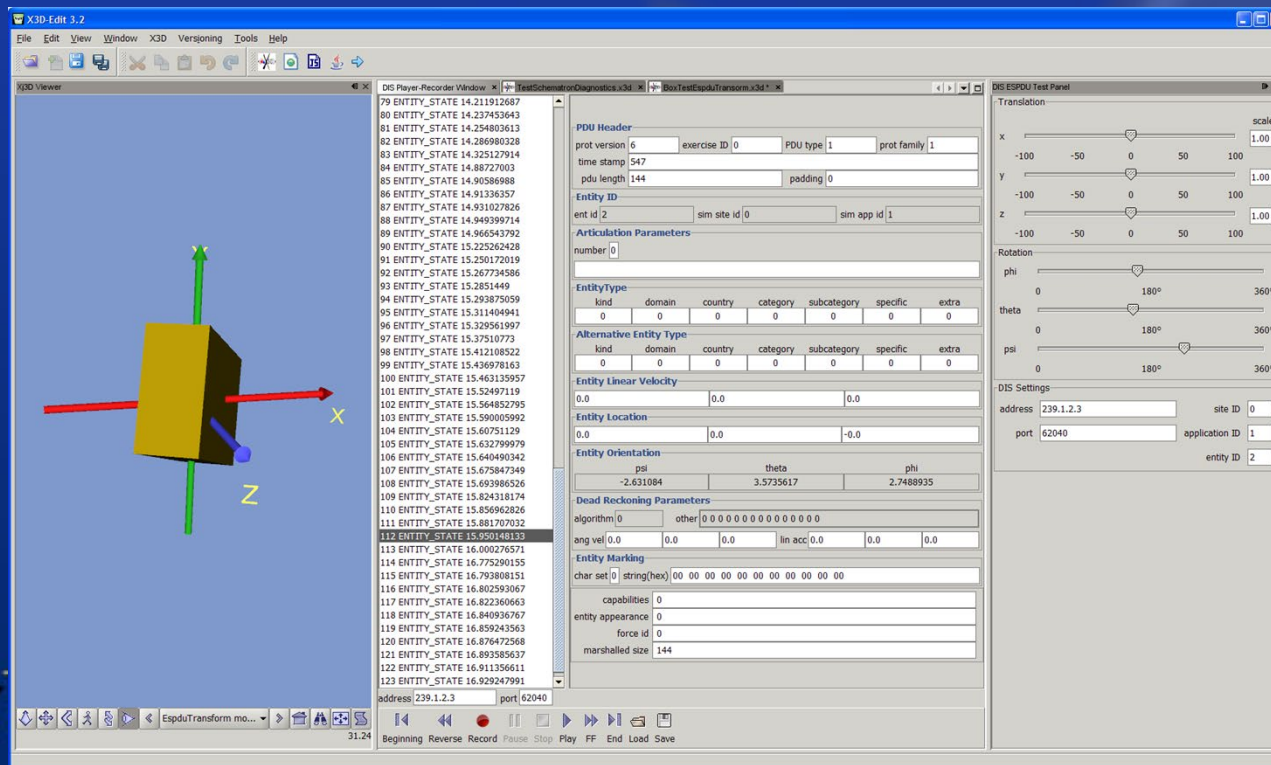 X3D-Edit 3.2
File Edit View Window X3D Versioning Tools Help
Xj3D Viewer
X
Z
EspduTransform mo...
31.24
DIS Player-Recorder Window TestSchematronDiagnostics.x3d BoxTestEspduTransorm.x3d *
79 ENTITY_STATE 14.211912687
80 ENTITY_STATE 14.237453643
81 ENTITY_STATE 14.254803613
82 ENTITY_STATE 14.286980328
83 ENTITY_STATE 14.325127914
84 ENTITY_STATE 14.88727003
85 ENTITY_STATE 14.90586988
86 ENTITY_STATE 14.91336357
87 ENTITY_STATE 14.931027826
88 ENTITY_STATE 14.949399714
89 ENTITY_STATE 14.966543792
90 ENTITY_STATE 15.225262428
91 ENTITY_STATE 15.250172019
92 ENTITY_STATE 15.267734586
93 ENTITY_STATE 15.2851449
94 ENTITY_STATE 15.293875059
95 ENTITY_STATE 15.311404941
96 ENTITY_STATE 15.329561997
97 ENTITY_STATE 15.37510773
98 ENTITY_STATE 15.412108522
99 ENTITY_STATE 15.436978163
100 ENTITY_STATE 15.463135957
101 ENTITY_STATE 15.52497119
102 ENTITY_STATE 15.564852795
103 ENTITY_STATE 15.590005992
104 ENTITY_STATE 15.60751129
105 ENTITY_STATE 15.632799979
106 ENTITY_STATE 15.640490342
107 ENTITY_STATE 15.675847349
108 ENTITY_STATE 15.693986526
109 ENTITY_STATE 15.824318174
110 ENTITY_STATE 15.856962826
111 ENTITY_STATE 15.881707032
112 ENTITY_STATE 15.950148133
113 ENTITY_STATE 16.000276571
114 ENTITY_STATE 16.775290155
115 ENTITY_STATE 16.793808151
116 ENTITY_STATE 16.802593067
117 ENTITY_STATE 16.822360663
118 ENTITY_STATE 16.840936767
119 ENTITY_STATE 16.859243563
120 ENTITY_STATE 16.876472568
121 ENTITY_STATE 16.893585637
122 ENTITY_STATE 16.911356611
123 ENTITY_STATE 16.929247991
address 239.1.2.3 port 62040
Beginning Reverse Record Pause Stop Play FF End Load Save
PDU Header
prot version 6 exercise ID 0 PDU type 1 prot family 1
time stamp 547
pdu length 144 padding 0
Entity ID
ent id 2 sim site id 0 sim app id 1
Articulation Parameters
number 0
EntityType
kind domain country category subcategory specific extra
0 0 0 0 0 0 0
Alternative Entity Type
kind domain country category subcategory specific extra
0 0 0 0 0 0 0
Entity Linear Velocity
0.0 0.0 0.0
Entity Location
0.0 0.0 -0.0
Entity Orientation
psi theta phi
-2.631084 3.5735617 2.7488935
Dead Reckoning Parameters
algorithm 0 other 0 0 0 0 0 0 0 0 0 0 0 0 0 0 0
ang vel 0.0 0.0 0.0 lin acc 0.0 0.0 0.0
Entity Marking
char set 0 string(hex) 00 00 00 00 00 00 00 00 00 00 00
capabilities 0
entity appearance 0
force id 0
marshalled size 144
DIS ESPDU Test Panel
Translation
scale
x 1.00
-100 -50 0 50 100
y 1.00
-100 -50 0 50 100
z 1.00
-100 -50 0 50 100
Rotation
phi
0 180° 360°
theta
0 180° 360°
psi
0 180° 360°
DIS Settings
address 239.1.2.3 site ID 0
port 62040 application ID 1
entity ID 2